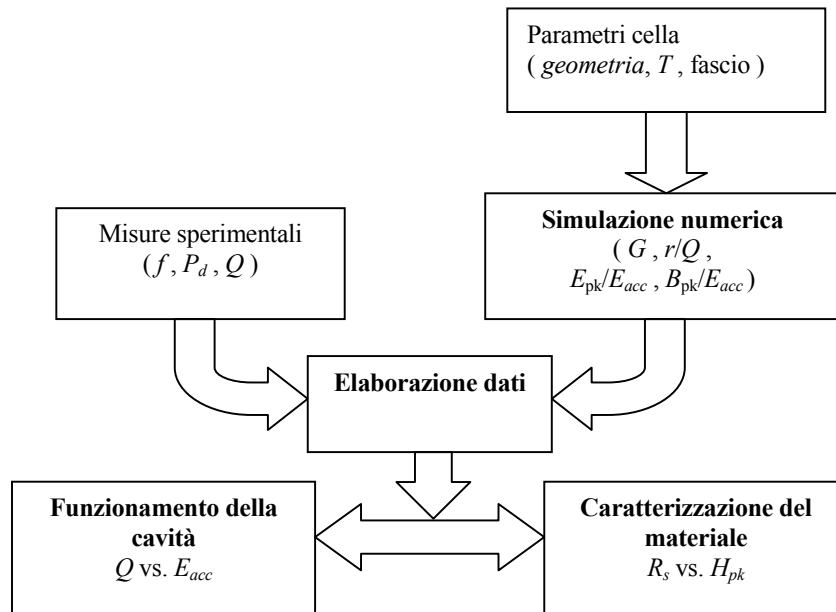 Parametri cella
( geometria, T , fascio )
Misure sperimentali
( f , P_d , Q )
Simulazione numerica
( G , r/Q ,
E_pk/E_acc , B_pk/E_acc )
Elaborazione dati
Funzionamento della
cavità
Q vs. E_acc
Caratterizzazione del
materiale
R_s vs. H_pk